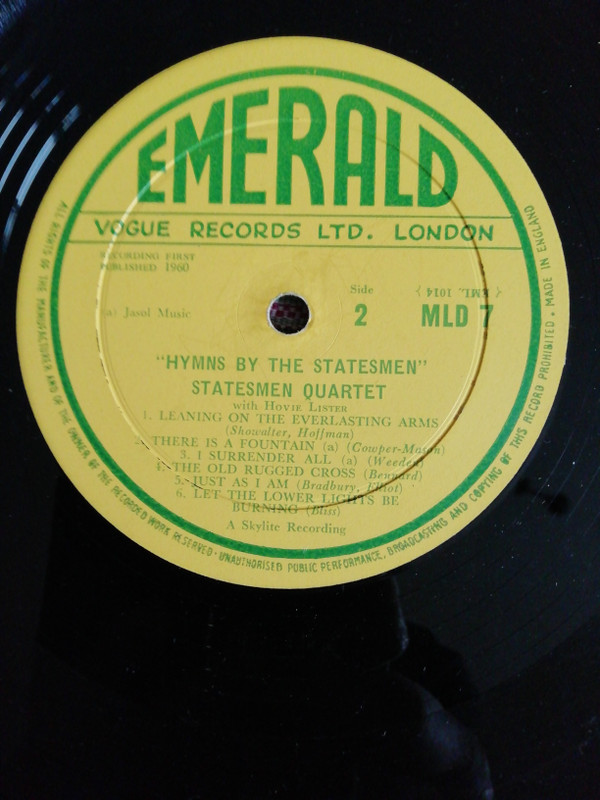 EMERALD
VOGUE RECORDS LTD. LONDON
RECORDING FIRST
PUBLISHED 1960
(a) Jasol Music
Side
2
(EML. 1014)
MLD 7
"HYMNS BY THE STATESMEN"
STATESMEN QUARTET
with Hovie Lister
1. LEANING ON THE EVERLASTING ARMS
(Showalter, Hoffman)
2. THERE IS A FOUNTAIN (a) (Cowper-Mason)
3. I SURRENDER ALL (a) (Weeden)
4. THE OLD RUGGED CROSS (Bennard)
5. JUST AS I AM (Bradbury, Elliot)
6. LET THE LOWER LIGHTS BE
BURNING (Bliss)
A Skylite Recording
ALL RIGHTS OF THE MANUFACTURER AND OF THE OWNER OF THE RECORDED WORK RESERVED · UNAUTHORISED PUBLIC PERFORMANCE, BROADCASTING AND COPYING OF THIS RECORD PROHIBITED · MADE IN ENGLAND